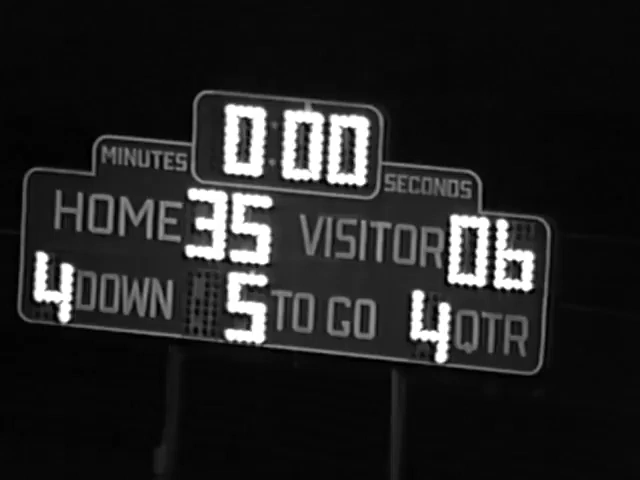 0:00
MINUTES SECONDS
HOME 35 VISITOR 06
4 DOWN 5 TO GO 4 QTR